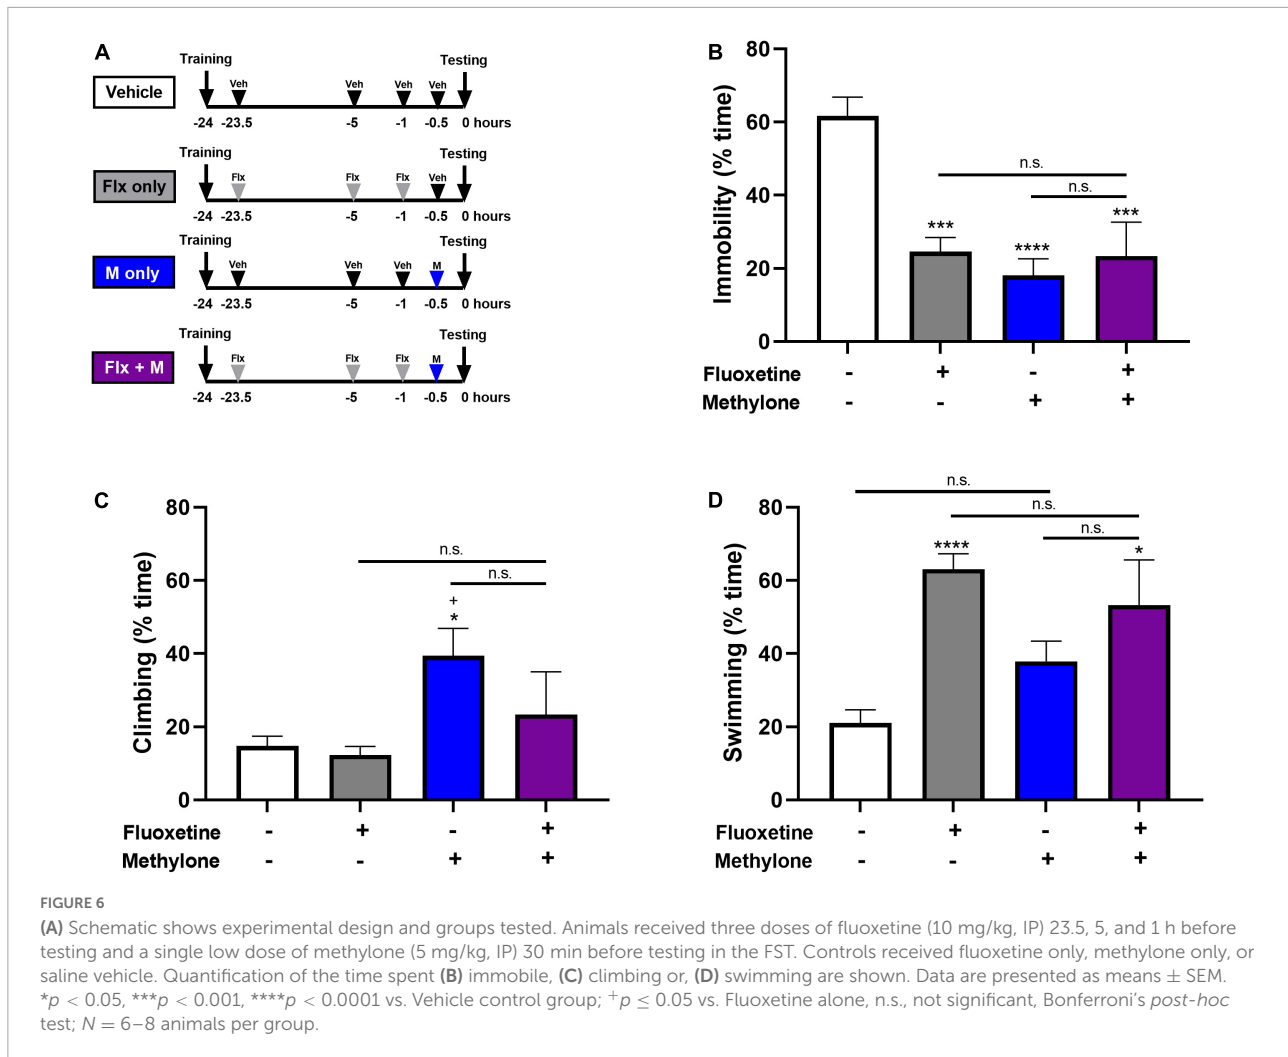 A
Training
Testing
Vehicle
Veh
Veh
Veh
Veh
-24 -23.5 -5 -1 -0.5 0 hours
Training
Testing
Flx only
Flx
Flx
Flx
Veh
-24 -23.5 -5 -1 -0.5 0 hours
Training
Testing
M only
Veh
Veh
Veh
M
-24 -23.5 -5 -1 -0.5 0 hours
Training
Testing
Flx + M
Flx
Flx
Flx
M
-24 -23.5 -5 -1 -0.5 0 hours
B
Immobility (% time)
80
60
40
20
0
n.s.
n.s.
***
****
***
Fluoxetine - + - +
Methylone - - + +
C
Climbing (% time)
80
60
40
20
0
n.s.
n.s.
+
*
Fluoxetine - + - +
Methylone - - + +
D
Swimming (% time)
80
60
40
20
0
n.s.
n.s.
n.s.
****
*
Fluoxetine - + - +
Methylone - - + +
FIGURE 6
(A) Schematic shows experimental design and groups tested. Animals received three doses of fluoxetine (10 mg/kg, IP) 23.5, 5, and 1 h before
testing and a single low dose of methylone (5 mg/kg, IP) 30 min before testing in the FST. Controls received fluoxetine only, methylone only, or
saline vehicle. Quantification of the time spent (B) immobile, (C) climbing or, (D) swimming are shown. Data are presented as means ± SEM.
*p < 0.05, ***p < 0.001, ****p < 0.0001 vs. Vehicle control group; +p ≤ 0.05 vs. Fluoxetine alone, n.s., not significant, Bonferroni's post-hoc
test; N = 6–8 animals per group.